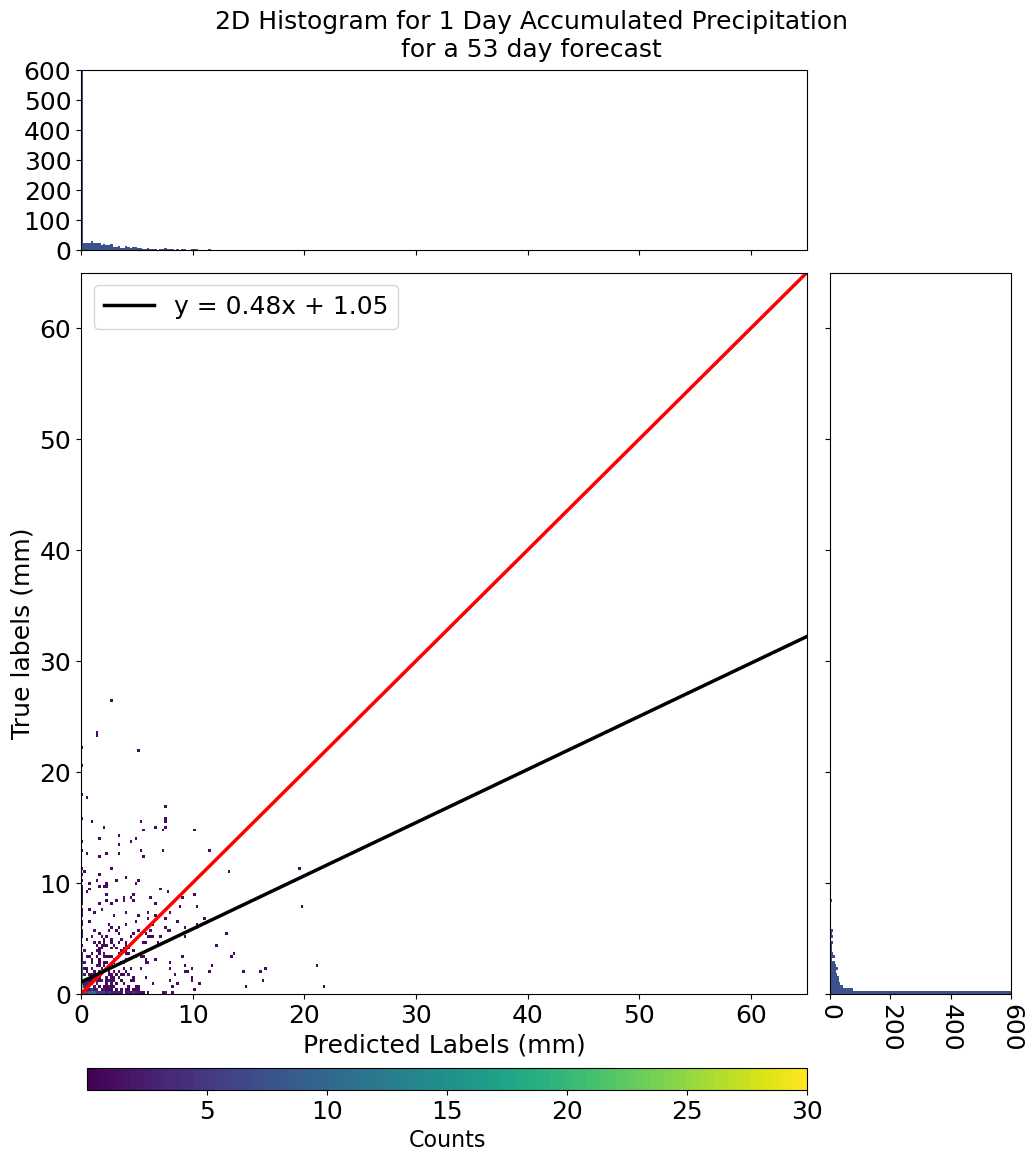 2D Histogram for 1 Day Accumulated Precipitation
for a 53 day forecast
600
500
400
300
200
100
0
y = 0.48x + 1.05
60
50
40
30
20
10
0
True labels (mm)
0 10 20 30 40 50 60
Predicted Labels (mm)
0 200 400 600
5 10 15 20 25 30
Counts